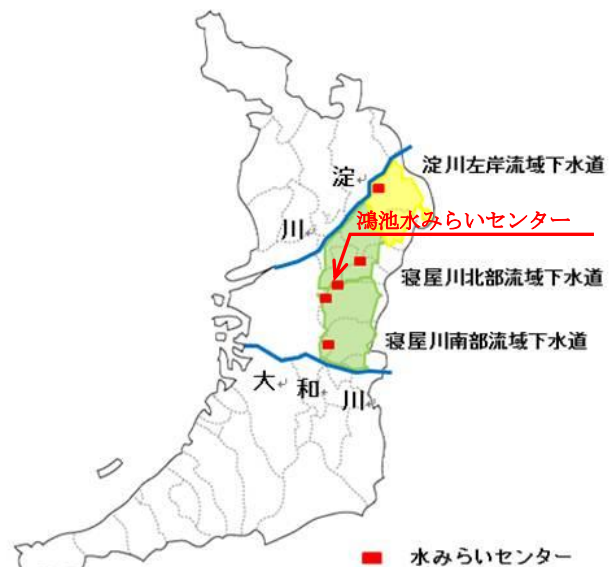 淀川左岸流域下水道
淀
川
鴻池水みらいセンター
寝屋川北部流域下水道
寝屋川南部流域下水道
大和川
水みらいセンター